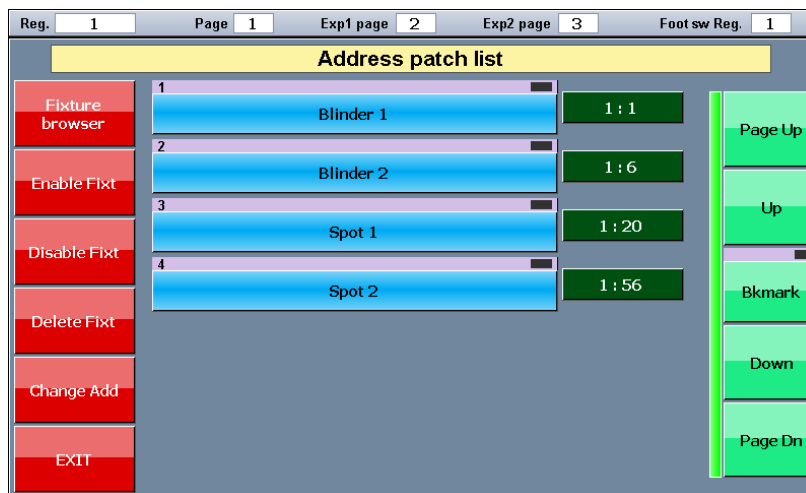 Reg. 1 Page 1 Exp1 page 2 Exp2 page 3 Foot sw Reg. 1
Address patch list
Fixture
browser
Enable Fixt
Disable Fixt
Delete Fixt
Change Add
EXIT
1
Blinder 1 1:1
2
Blinder 2 1:6
3
Spot 1 1:20
4
Spot 2 1:56
Page Up
Up
Bkmark
Down
Page Dn